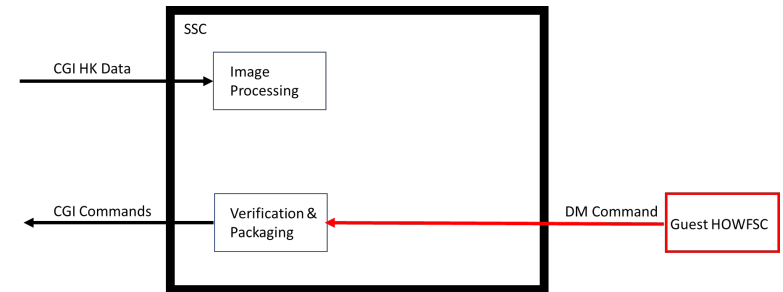 SSC
CGI HK Data
Image
Processing
CGI Commands
Verification &
Packaging
DM Command
Guest HOWFSC